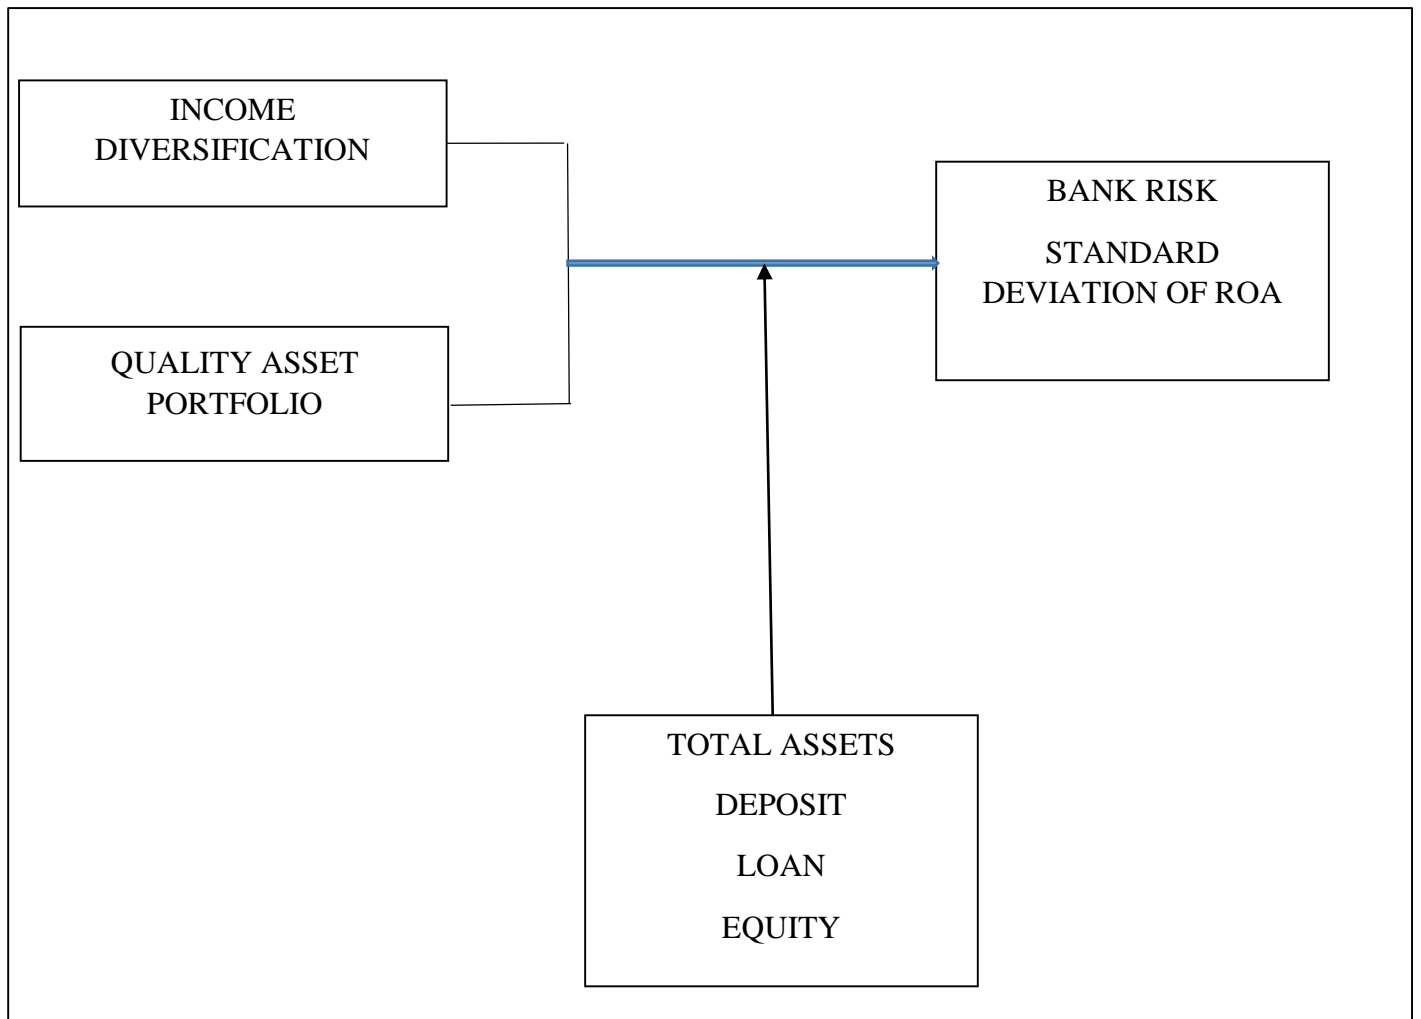 INCOME
DIVERSIFICATION
QUALITY ASSET
PORTFOLIO
BANK RISK
STANDARD
DEVIATION OF ROA
TOTAL ASSETS
DEPOSIT
LOAN
EQUITY